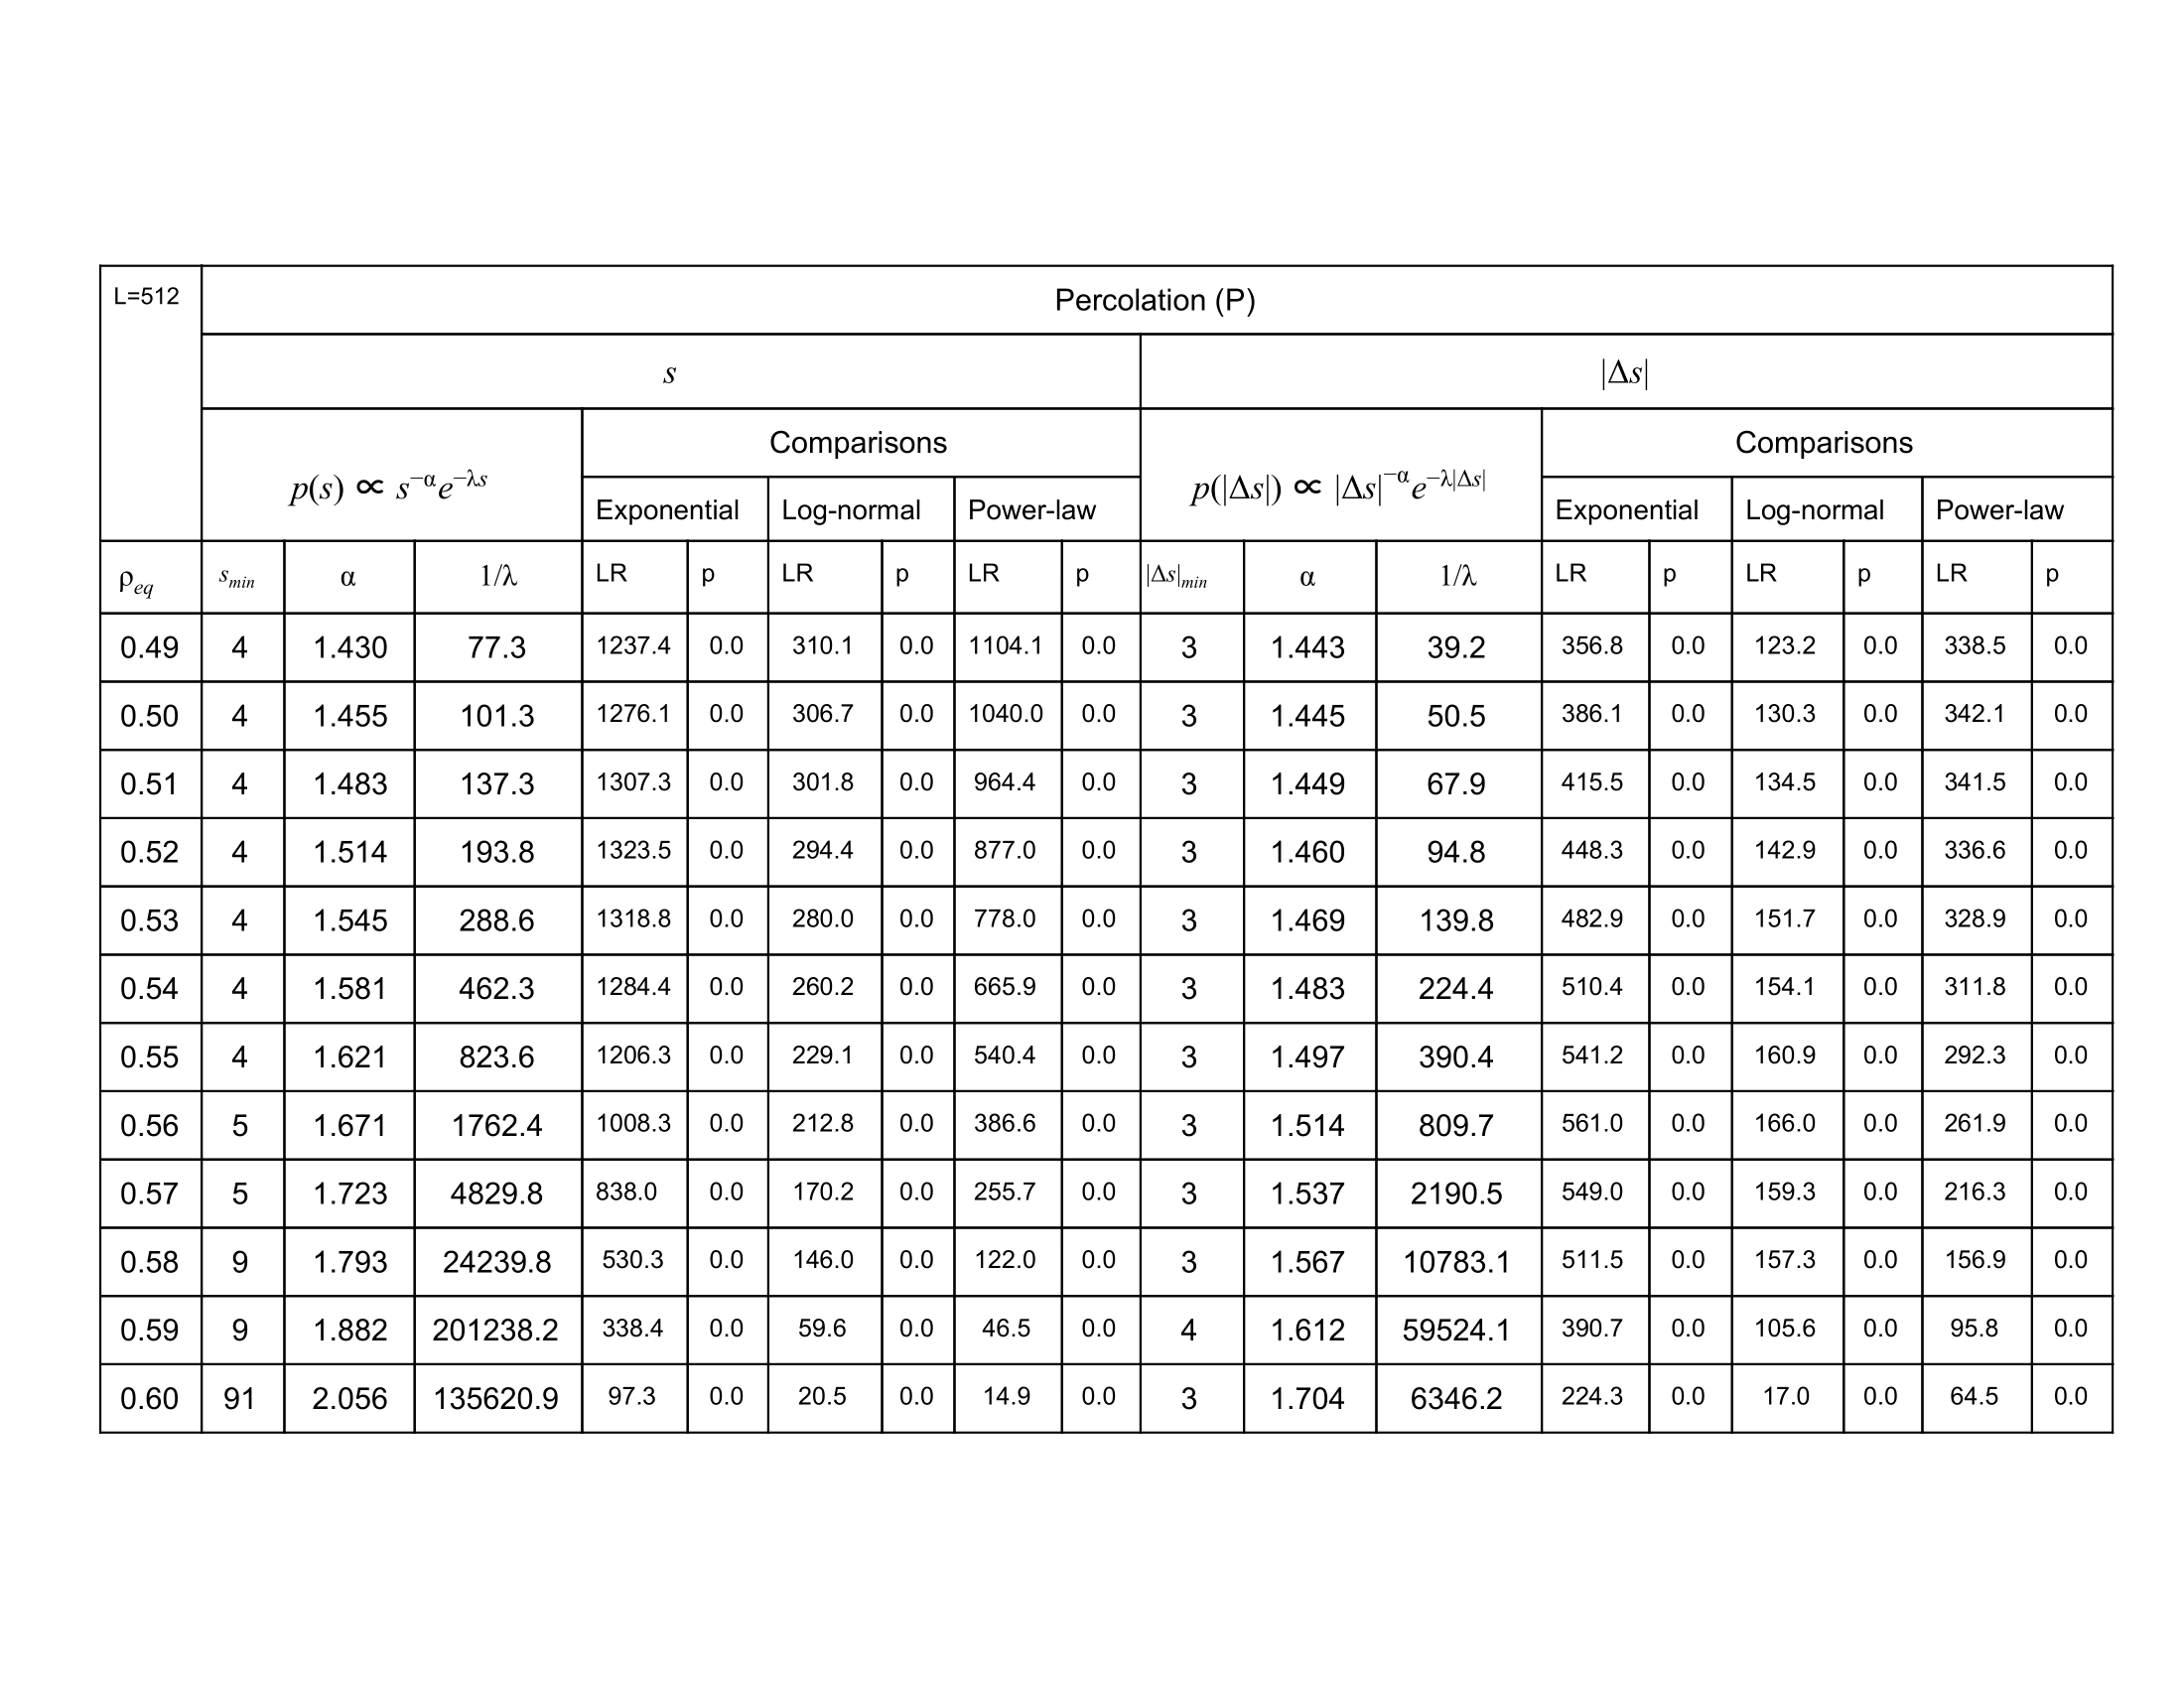 L=512 Percolation (P)
s |Δs|
p(s) ∝ s^−α e^−λs Comparisons p(|Δs|) ∝ |Δs|^−α e^−λ|Δs| Comparisons
Exponential Log-normal Power-law Exponential Log-normal Power-law
ρeq smin α 1/λ LR p LR p LR p |Δs|min α 1/λ LR p LR p LR p
0.49 4 1.430 77.3 1237.4 0.0 310.1 0.0 1104.1 0.0 3 1.443 39.2 356.8 0.0 123.2 0.0 338.5 0.0
0.50 4 1.455 101.3 1276.1 0.0 306.7 0.0 1040.0 0.0 3 1.445 50.5 386.1 0.0 130.3 0.0 342.1 0.0
0.51 4 1.483 137.3 1307.3 0.0 301.8 0.0 964.4 0.0 3 1.449 67.9 415.5 0.0 134.5 0.0 341.5 0.0
0.52 4 1.514 193.8 1323.5 0.0 294.4 0.0 877.0 0.0 3 1.460 94.8 448.3 0.0 142.9 0.0 336.6 0.0
0.53 4 1.545 288.6 1318.8 0.0 280.0 0.0 778.0 0.0 3 1.469 139.8 482.9 0.0 151.7 0.0 328.9 0.0
0.54 4 1.581 462.3 1284.4 0.0 260.2 0.0 665.9 0.0 3 1.483 224.4 510.4 0.0 154.1 0.0 311.8 0.0
0.55 4 1.621 823.6 1206.3 0.0 229.1 0.0 540.4 0.0 3 1.497 390.4 541.2 0.0 160.9 0.0 292.3 0.0
0.56 5 1.671 1762.4 1008.3 0.0 212.8 0.0 386.6 0.0 3 1.514 809.7 561.0 0.0 166.0 0.0 261.9 0.0
0.57 5 1.723 4829.8 838.0 0.0 170.2 0.0 255.7 0.0 3 1.537 2190.5 549.0 0.0 159.3 0.0 216.3 0.0
0.58 9 1.793 24239.8 530.3 0.0 146.0 0.0 122.0 0.0 3 1.567 10783.1 511.5 0.0 157.3 0.0 156.9 0.0
0.59 9 1.882 201238.2 338.4 0.0 59.6 0.0 46.5 0.0 4 1.612 59524.1 390.7 0.0 105.6 0.0 95.8 0.0
0.60 91 2.056 135620.9 97.3 0.0 20.5 0.0 14.9 0.0 3 1.704 6346.2 224.3 0.0 17.0 0.0 64.5 0.0